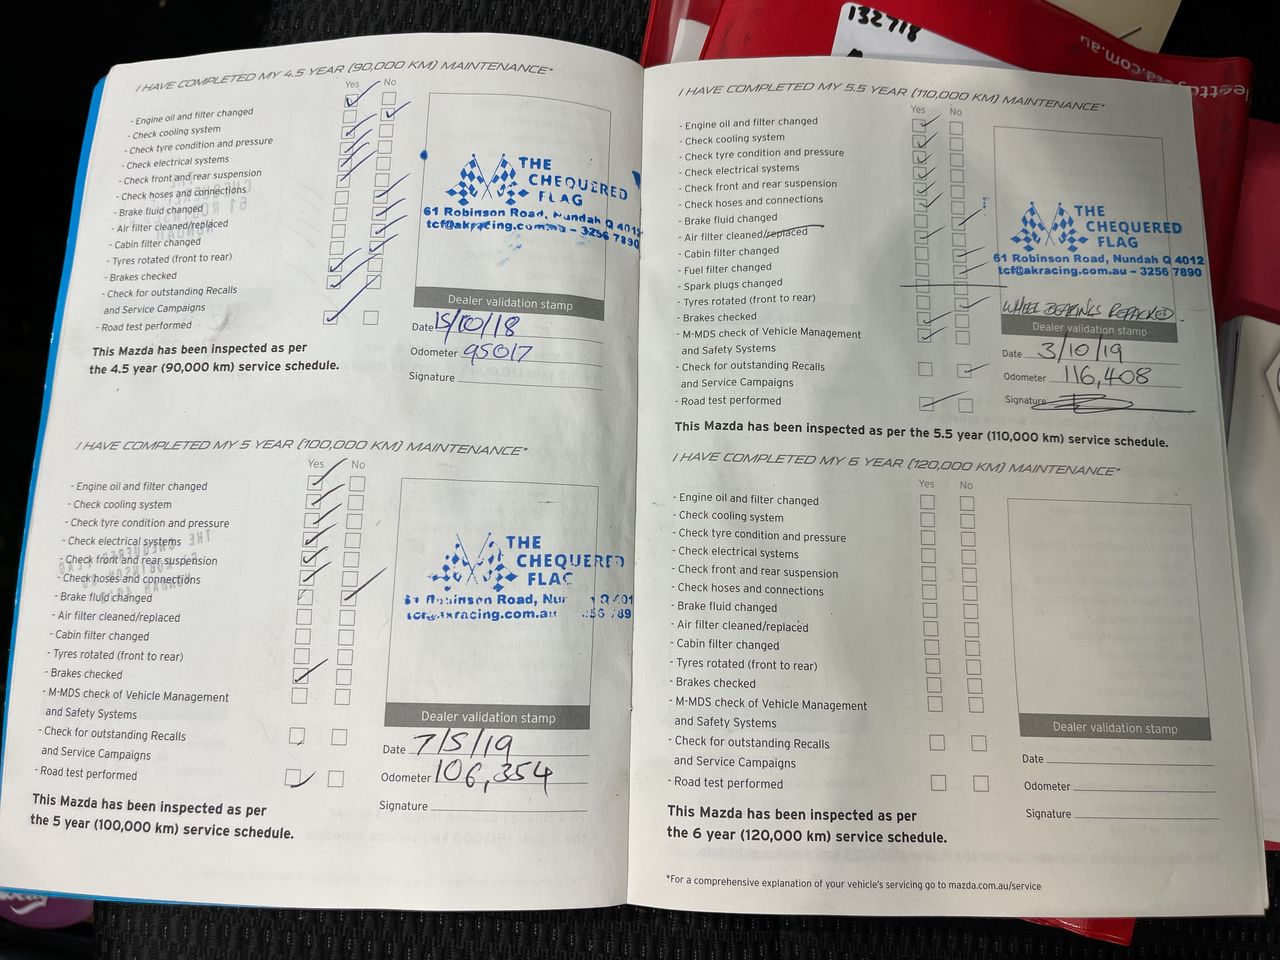 132718
I HAVE COMPLETED MY 4.5 YEAR (90,000 KM) MAINTENANCE*
Yes No
- Engine oil and filter changed
- Check cooling system
- Check tyre condition and pressure
- Check electrical systems
- Check front and rear suspension
- Check hoses and connections
- Brake fluid changed
- Air filter cleaned/replaced
- Cabin filter changed
- Tyres rotated (front to rear)
- Brakes checked
- Check for outstanding Recalls
and Service Campaigns
- Road test performed
This Mazda has been inspected as per
the 4.5 year (90,000 km) service schedule.
THE
CHEQUERED
FLAG
61 Robinson Road, Nundah Q 4012
tcf@akracing.com.au - 3256 7890
Dealer validation stamp
Date 15/10/18
Odometer 95017
Signature
I HAVE COMPLETED MY 5 YEAR (100,000 KM) MAINTENANCE*
Yes No
- Engine oil and filter changed
- Check cooling system
- Check tyre condition and pressure
- Check electrical systems
- Check front and rear suspension
- Check hoses and connections
- Brake fluid changed
- Air filter cleaned/replaced
- Cabin filter changed
- Tyres rotated (front to rear)
- Brakes checked
- M-MDS check of Vehicle Management
and Safety Systems
- Check for outstanding Recalls
and Service Campaigns
- Road test performed
This Mazda has been inspected as per
the 5 year (100,000 km) service schedule.
THE
CHEQUERED
FLAG
Robinson Road,
tcf@akracing.com.au
Dealer validation stamp
Date 7/5/19
Odometer 106,354
Signature
I HAVE COMPLETED MY 5.5 YEAR (110,000 KM) MAINTENANCE*
Yes No
- Engine oil and filter changed
- Check cooling system
- Check tyre condition and pressure
- Check electrical systems
- Check front and rear suspension
- Check hoses and connections
- Brake fluid changed
- Air filter cleaned/replaced
- Cabin filter changed
- Fuel filter changed
- Spark plugs changed
- Tyres rotated (front to rear)
- Brakes checked
- M-MDS check of Vehicle Management
and Safety Systems
- Check for outstanding Recalls
and Service Campaigns
- Road test performed
This Mazda has been inspected as per the 5.5 year (110,000 km) service schedule.
THE
CHEQUERED
FLAG
61 Robinson Road, Nundah Q 4012
tcf@akracing.com.au - 3256 7890
WHEEL BEARINGS REPACKED.
Dealer validation stamp
Date 3/10/19
Odometer 116,408
Signature
I HAVE COMPLETED MY 6 YEAR (120,000 KM) MAINTENANCE*
Yes No
- Engine oil and filter changed
- Check cooling system
- Check tyre condition and pressure
- Check electrical systems
- Check front and rear suspension
- Check hoses and connections
- Brake fluid changed
- Air filter cleaned/replaced
- Cabin filter changed
- Tyres rotated (front to rear)
- Brakes checked
- M-MDS check of Vehicle Management
and Safety Systems
- Check for outstanding Recalls
and Service Campaigns
- Road test performed
This Mazda has been inspected as per
the 6 year (120,000 km) service schedule.
Dealer validation stamp
Date
Odometer
Signature
*For a comprehensive explanation of your vehicle's servicing go to mazda.com.au/service